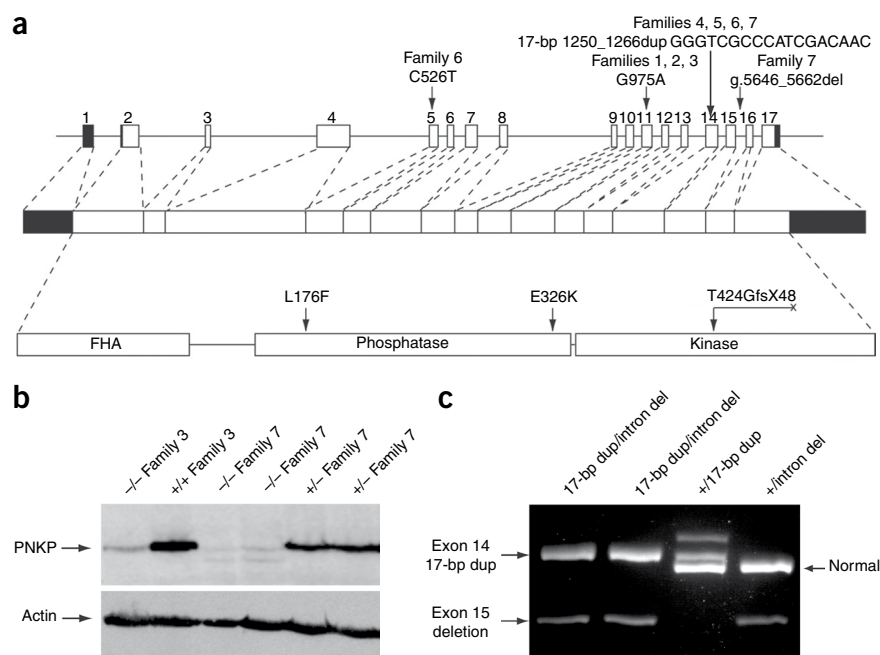 a
Families 4, 5, 6, 7
17-bp 1250_1266dup GGGTCGCCCATCGACAAC
Family 6
C526T
Families 1, 2, 3
G975A
Family 7
g.5646_5662del
1 2 3 4 5 6 7 8 9 10 11 12 13 14 15 16 17
L176F E326K T424GfsX48
x
FHA Phosphatase Kinase
b
–/– Family 3
+/+ Family 3
–/– Family 7
–/– Family 7
+/– Family 7
+/– Family 7
PNKP
Actin
c
17-bp dup/intron del
17-bp dup/intron del
+/17-bp dup
+/intron del
Exon 14
17-bp dup
Normal
Exon 15
deletion